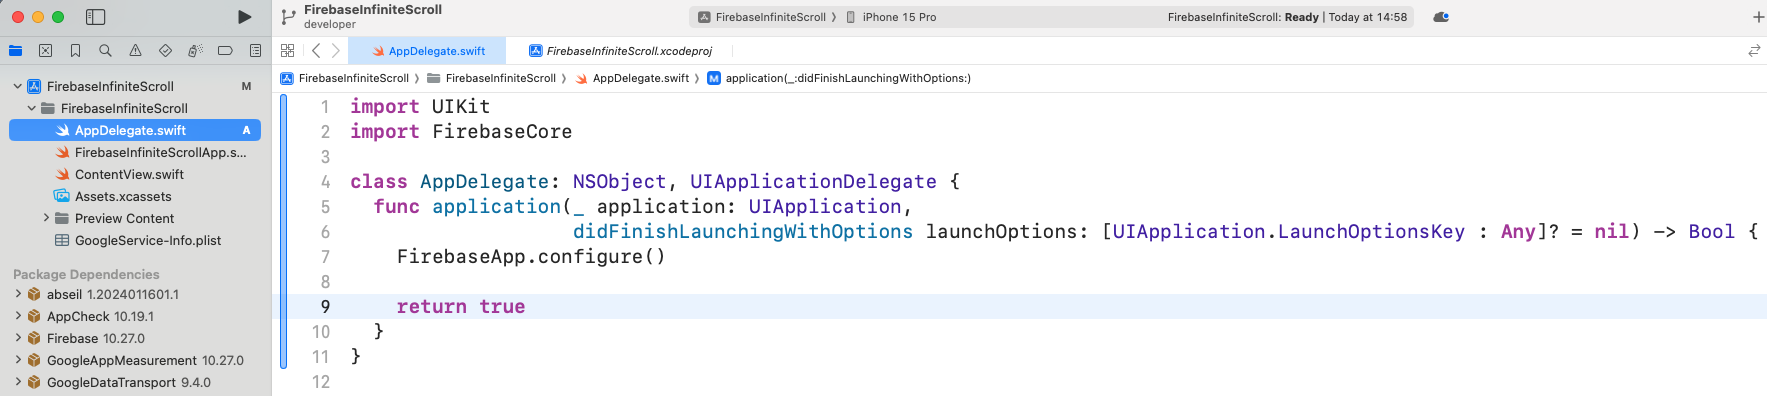 FirebaseInfiniteScroll
developer
FirebaseInfiniteScroll 〉 iPhone 15 Pro
FirebaseInfiniteScroll: Ready | Today at 14:58
AppDelegate.swift
FirebaseInfiniteScroll.xcodeproj
FirebaseInfiniteScroll 〉 FirebaseInfiniteScroll 〉 AppDelegate.swift 〉 M application(_:didFinishLaunchingWithOptions:)
FirebaseInfiniteScroll M
FirebaseInfiniteScroll
AppDelegate.swift A
FirebaseInfiniteScrollApp.s...
ContentView.swift
Assets.xcassets
Preview Content
GoogleService-Info.plist
Package Dependencies
abseil 1.2024011601.1
AppCheck 10.19.1
Firebase 10.27.0
GoogleAppMeasurement 10.27.0
GoogleDataTransport 9.4.0
1 import UIKit
2 import FirebaseCore
3
4 class AppDelegate: NSObject, UIApplicationDelegate {
5   func application(_ application: UIApplication,
6                    didFinishLaunchingWithOptions launchOptions: [UIApplication.LaunchOptionsKey : Any]? = nil) -> Bool {
7     FirebaseApp.configure()
8
9     return true
10   }
11 }
12